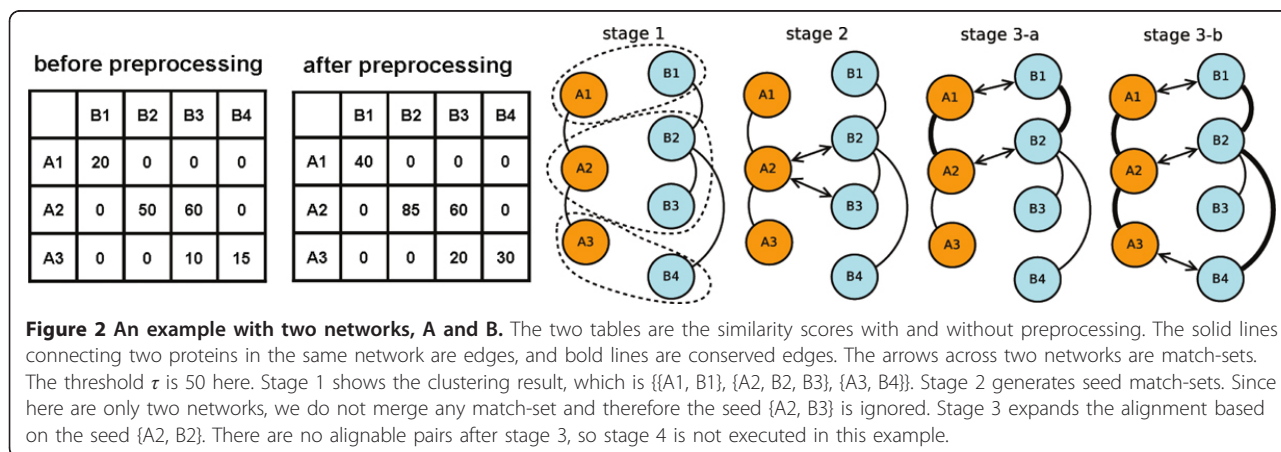 before preprocessing
B1 B2 B3 B4
A1 20 0 0 0
A2 0 50 60 0
A3 0 0 10 15
after preprocessing
B1 B2 B3 B4
A1 40 0 0 0
A2 0 85 60 0
A3 0 0 20 30
stage 1
B1
A1
B2
A2
B3
A3
B4
stage 2
B1
A1
B2
A2
B3
A3
B4
stage 3-a
B1
A1
B2
A2
B3
A3
B4
stage 3-b
B1
A1
B2
A2
B3
A3
B4
Figure 2 An example with two networks, A and B. The two tables are the similarity scores with and without preprocessing. The solid lines
connecting two proteins in the same network are edges, and bold lines are conserved edges. The arrows across two networks are match-sets.
The threshold τ is 50 here. Stage 1 shows the clustering result, which is {{A1, B1}, {A2, B2, B3}, {A3, B4}}. Stage 2 generates seed match-sets. Since
here are only two networks, we do not merge any match-set and therefore the seed {A2, B3} is ignored. Stage 3 expands the alignment based
on the seed {A2, B2}. There are no alignable pairs after stage 3, so stage 4 is not executed in this example.